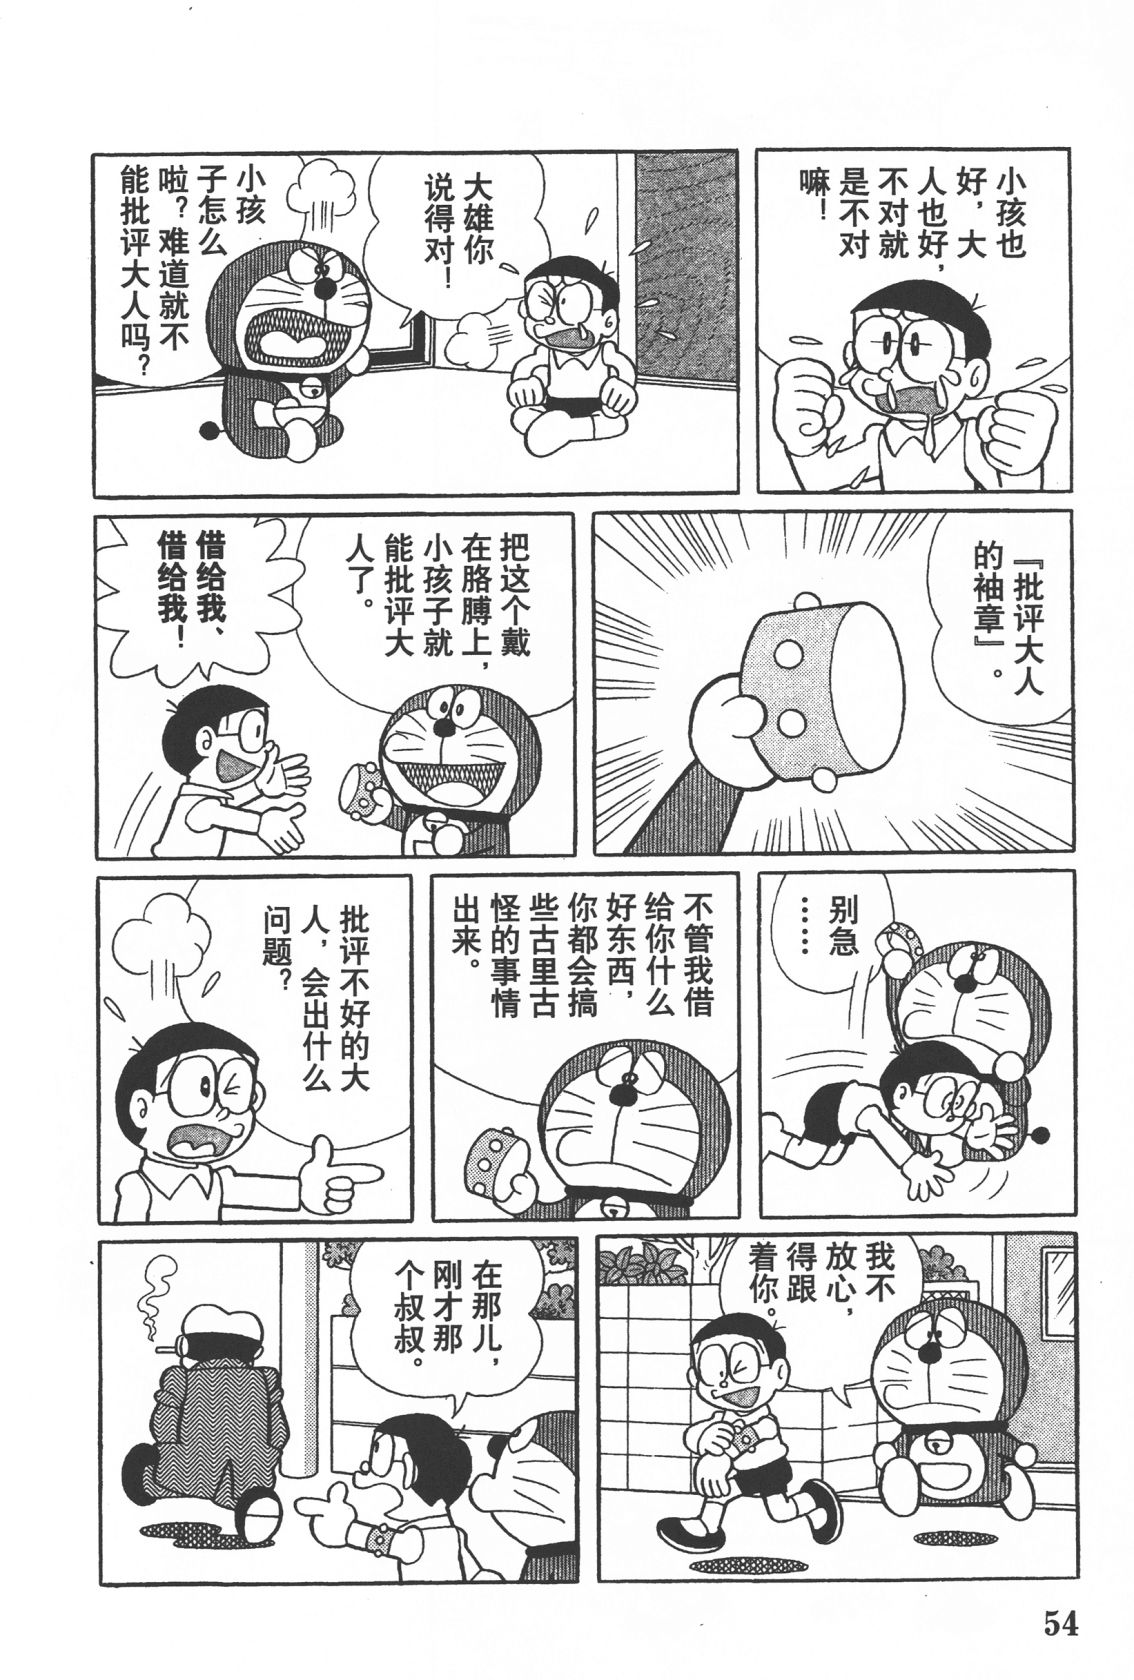 小孩也
好，大
人也好，
不对就
是不对
嘛！
大雄你
说得对！
小孩
子怎么
啦？难道就不
能批评大人吗？
『批评大人
的袖章』。
把这个戴
在胳膊上，
小孩子就
能批评大
人了。
借给我、
借给我！
别急
……
不管我借
给你什么
好东西，
你都会搞
些古里古
怪的事情
出来。
批评不好的大
人，会出什么
问题？
我不
放心，
得跟
着你。
在那儿，
刚才那
个叔叔。
54